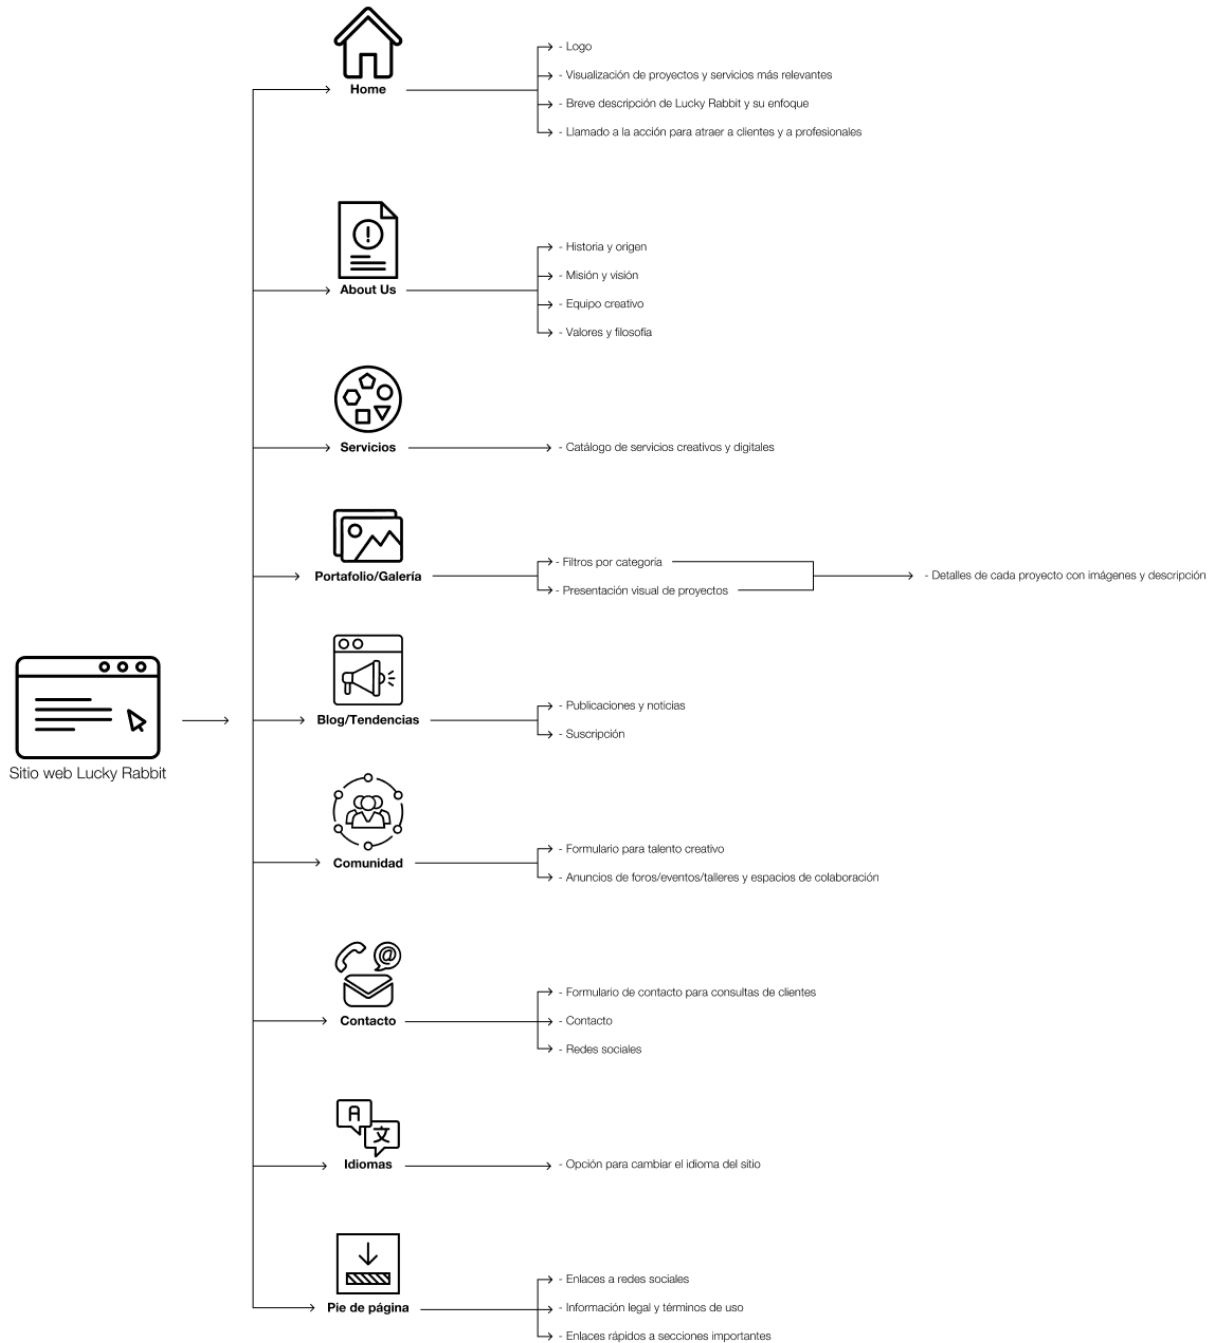 Home
- Logo
- Visualización de proyectos y servicios más relevantes
- Breve descripción de Lucky Rabbit y su enfoque
- Llamado a la acción para atraer a clientes y a profesionales
About Us
- Historia y origen
- Misión y visión
- Equipo creativo
- Valores y filosofía
Servicios
- Catálogo de servicios creativos y digitales
Portafolio/Galería
- Filtros por categoría
- Presentación visual de proyectos
- Detalles de cada proyecto con imágenes y descripción
Sitio web Lucky Rabbit
Blog/Tendencias
- Publicaciones y noticias
- Suscripción
Comunidad
- Formulario para talento creativo
- Anuncios de foros/eventos/talleres y espacios de colaboración
@
Contacto
- Formulario de contacto para consultas de clientes
- Contacto
- Redes sociales
A
文
Idiomas
- Opción para cambiar el idioma del sitio
Pie de página
- Enlaces a redes sociales
- Información legal y términos de uso
- Enlaces rápidos a secciones importantes